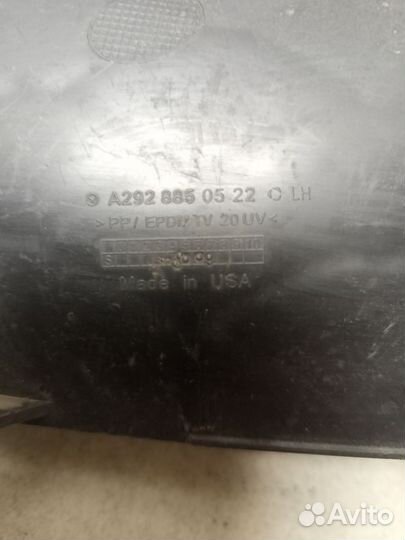 A292 885 05 22 LH
>PP/ EPDM TV 20 UV<
S
Made in USA
Avito